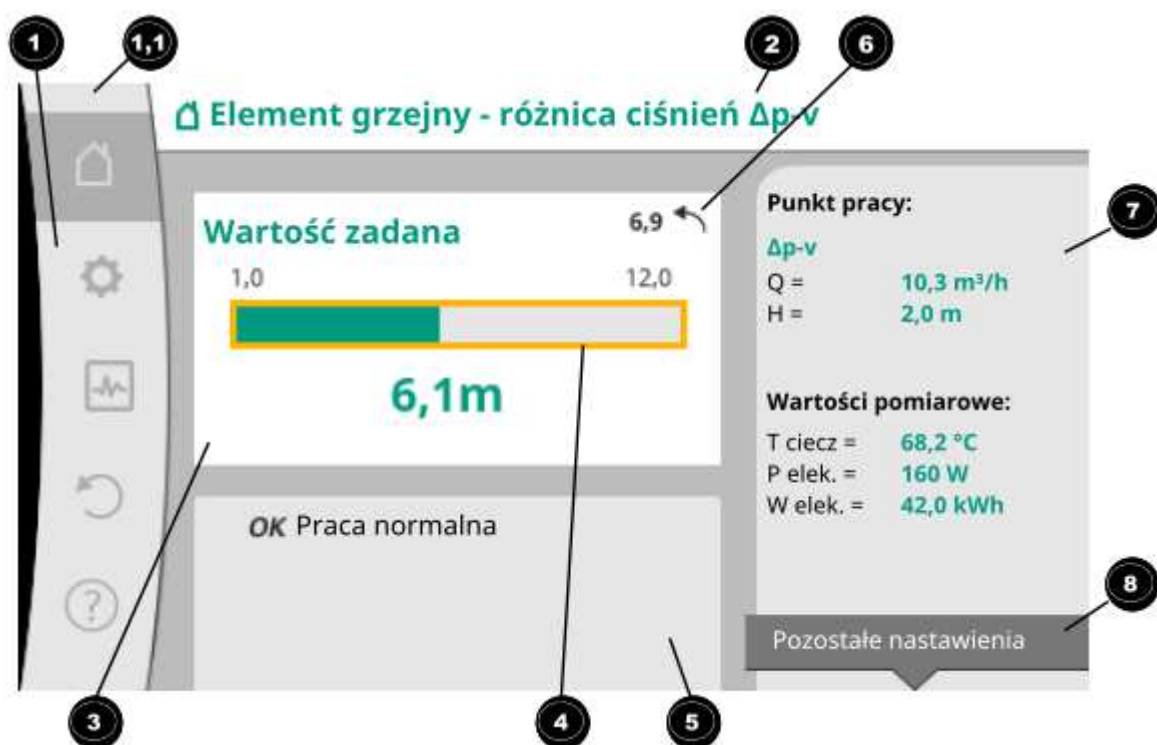 1
1,1
2
6
Element grzejny - różnica ciśnień Δp-v
Wartość zadana
6,9
1,0
12,0
6,1m
OK Praca normalna
Punkt pracy:
7
Δp-v
Q = 10,3 m³/h
H = 2,0 m
Wartości pomiarowe:
T ciecz = 68,2 °C
P elek. = 160 W
W elek. = 42,0 kWh
8
Pozostałe nastawienia
?
3
4
5